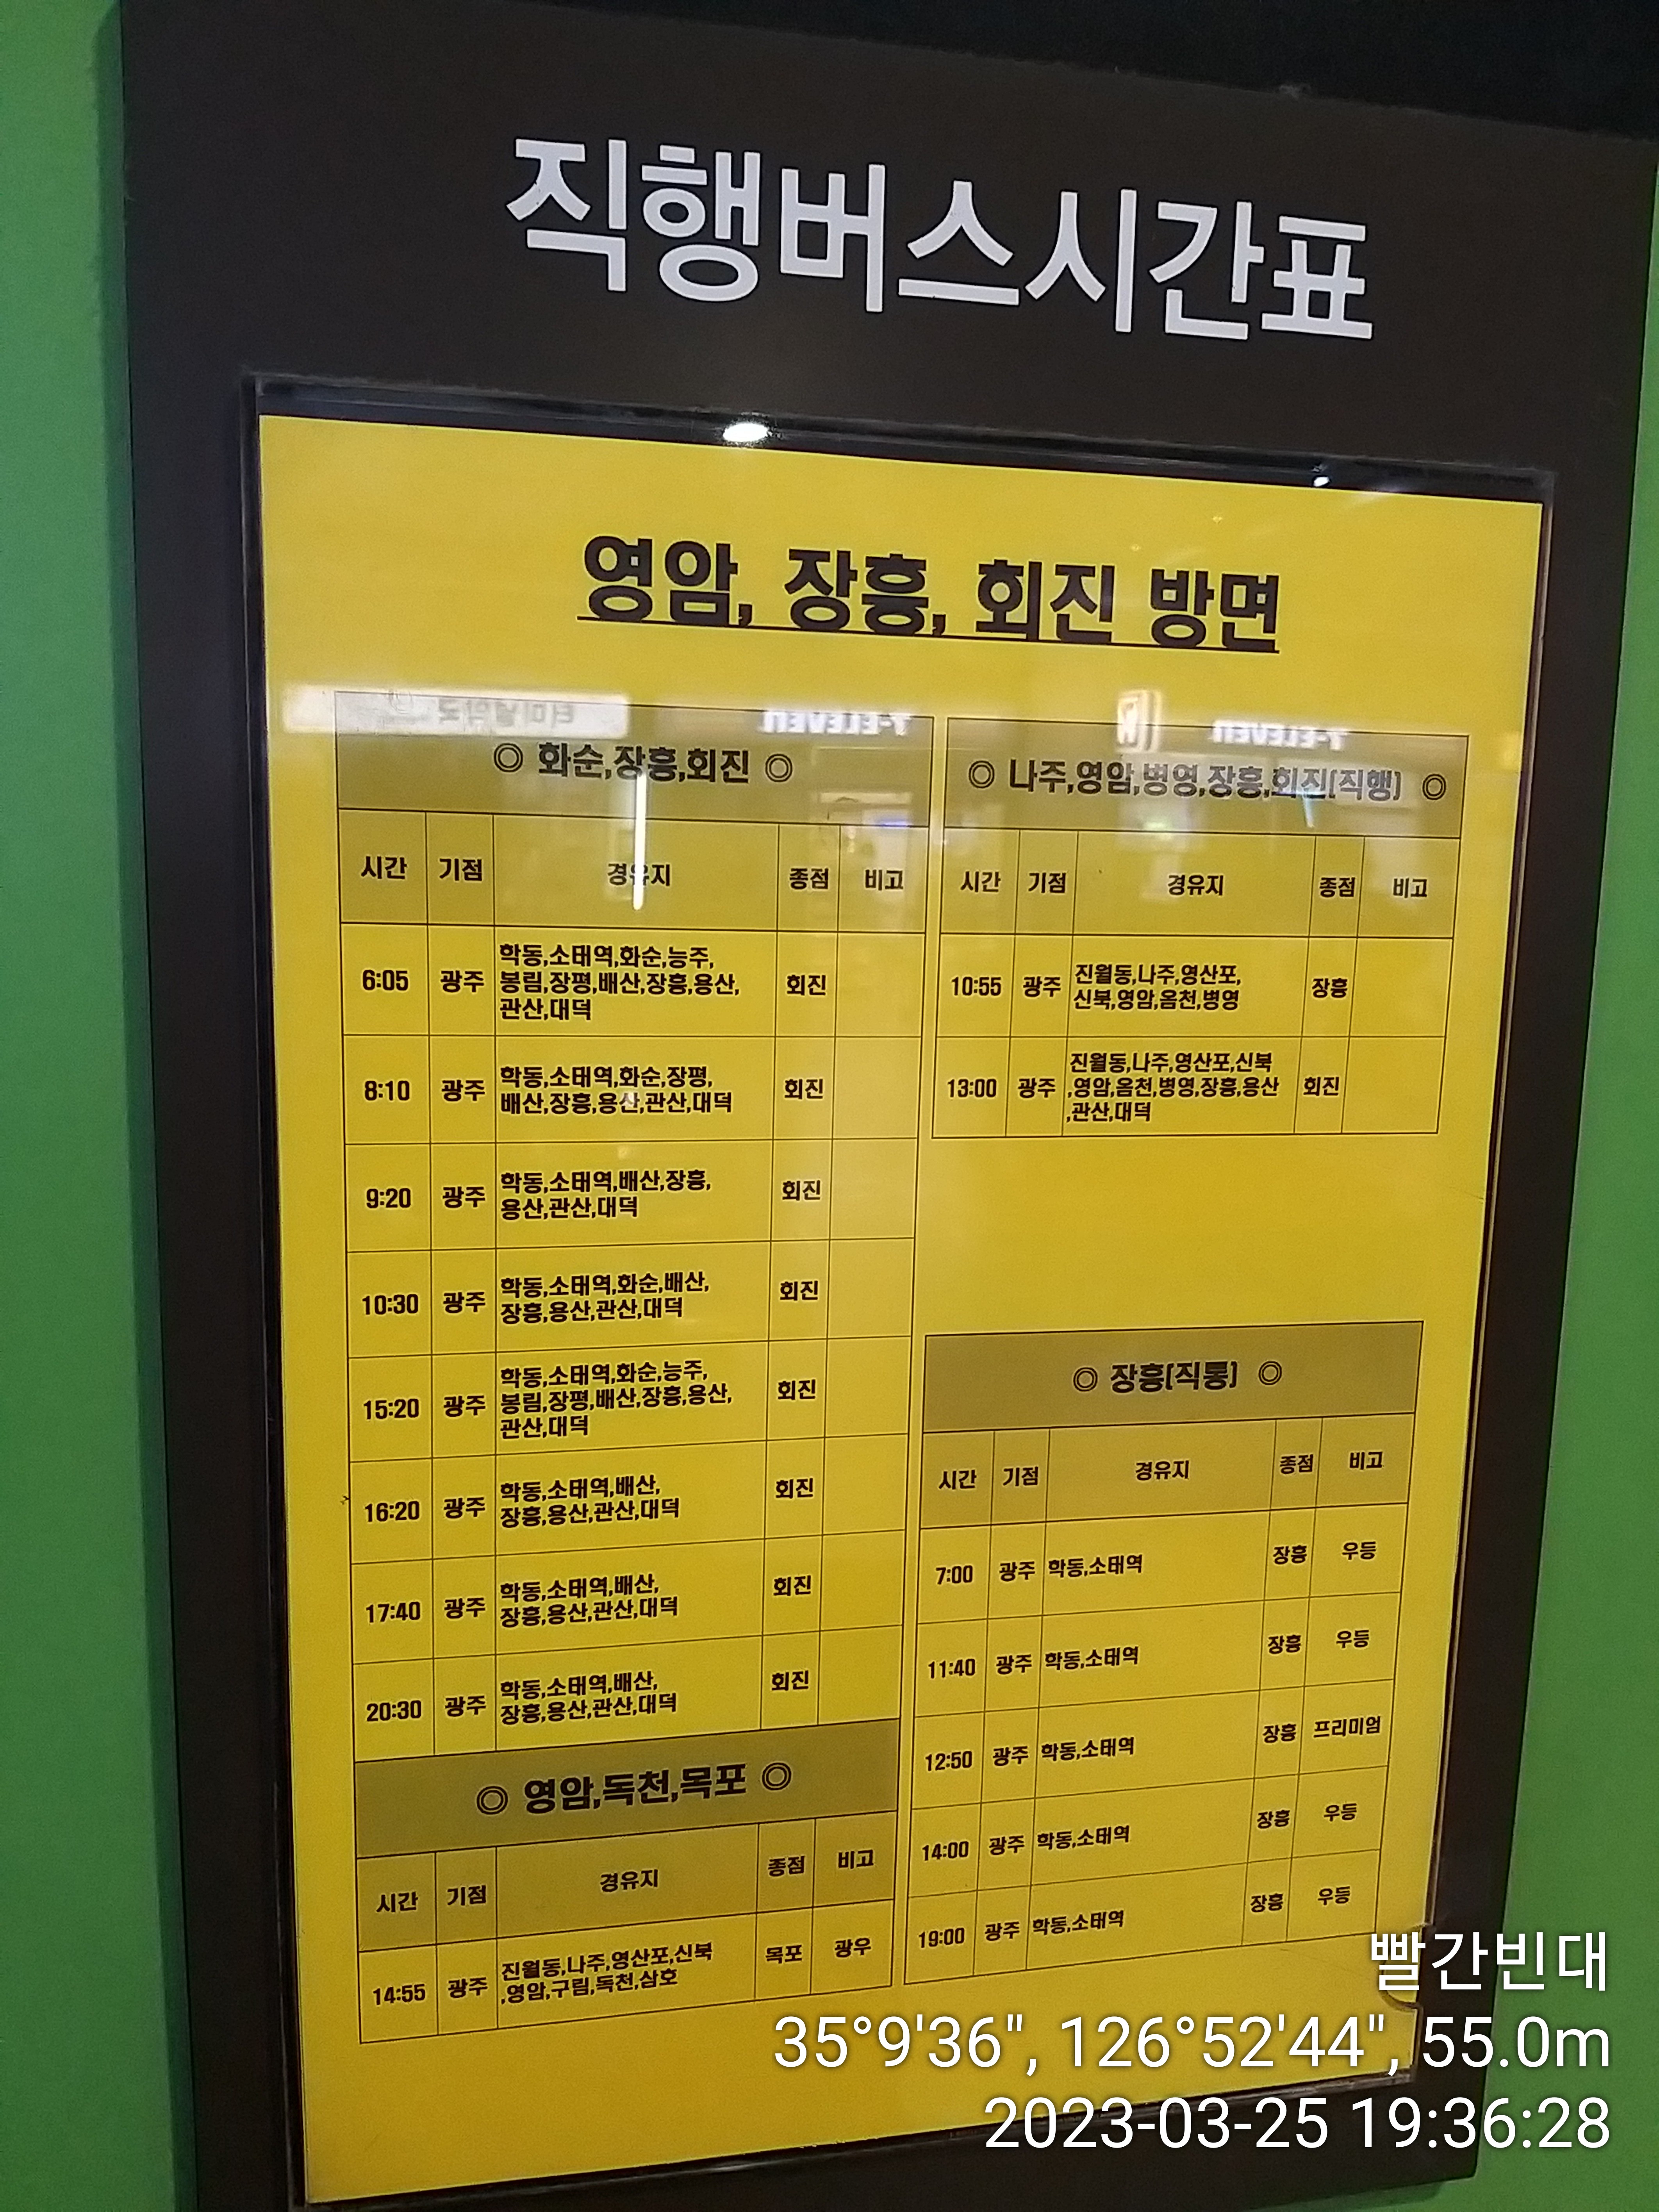 직행버스시간표
영암, 장흥, 회진 방면
7-ELEVEN
7-ELEVEN
◎ 화순,장흥,회진 ◎
시간 기점 경유지 종점 비고
6:05 광주 학동,소태역,화순,능주,
봉림,장평,배산,장흥,용산,
관산,대덕 회진
8:10 광주 학동,소태역,화순,장평,
배산,장흥,용산,관산,대덕 회진
9:20 광주 학동,소태역,배산,장흥,
용산,관산,대덕 회진
10:30 광주 학동,소태역,화순,배산,
장흥,용산,관산,대덕 회진
15:20 광주 학동,소태역,화순,능주,
봉림,장평,배산,장흥,용산,
관산,대덕 회진
16:20 광주 학동,소태역,배산,
장흥,용산,관산,대덕 회진
17:40 광주 학동,소태역,배산,
장흥,용산,관산,대덕 회진
20:30 광주 학동,소태역,배산,
장흥,용산,관산,대덕 회진
◎ 영암,독천,목포 ◎
시간 기점 경유지 종점 비고
14:55 광주 진월동,나주,영산포,신북
,영암,구림,독천,삼호 목포 광우
◎ 나주,영암,병영,장흥,회진(직행) ◎
시간 기점 경유지 종점 비고
10:55 광주 진월동,나주,영산포,
신북,영암,옴천,병영 장흥
13:00 광주 진월동,나주,영산포,신북
,영암,옴천,병영,장흥,용산
,관산,대덕 회진
◎ 장흥(직통) ◎
시간 기점 경유지 종점 비고
7:00 광주 학동,소태역 장흥 우등
11:40 광주 학동,소태역 장흥 우등
12:50 광주 학동,소태역 장흥 프리미엄
14:00 광주 학동,소태역 장흥 우등
19:00 광주 학동,소태역 장흥 우등
빨간빈대
35°9'36", 126°52'44", 55.0m
2023-03-25 19:36:28